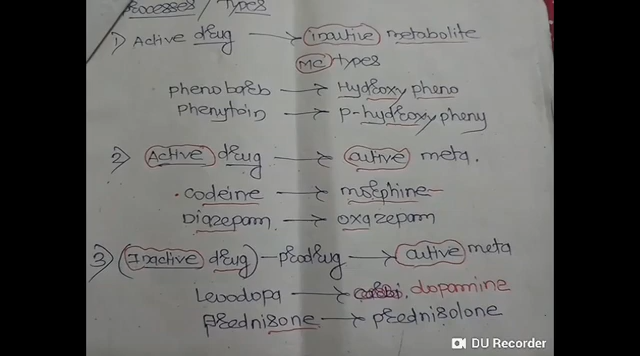 Processes / Types
1) Active drug → inactive metabolite
MC types
phenobarb → Hydroxy pheno
phenytoin → p-hydroxy pheny
2) Active drug → active meta.
codeine → morphine
Diazepam → oxazepam
3) (Inactive drug) - prodrug → active meta
Levodopa → dopamine
prednisone → prednisolone
DU Recorder